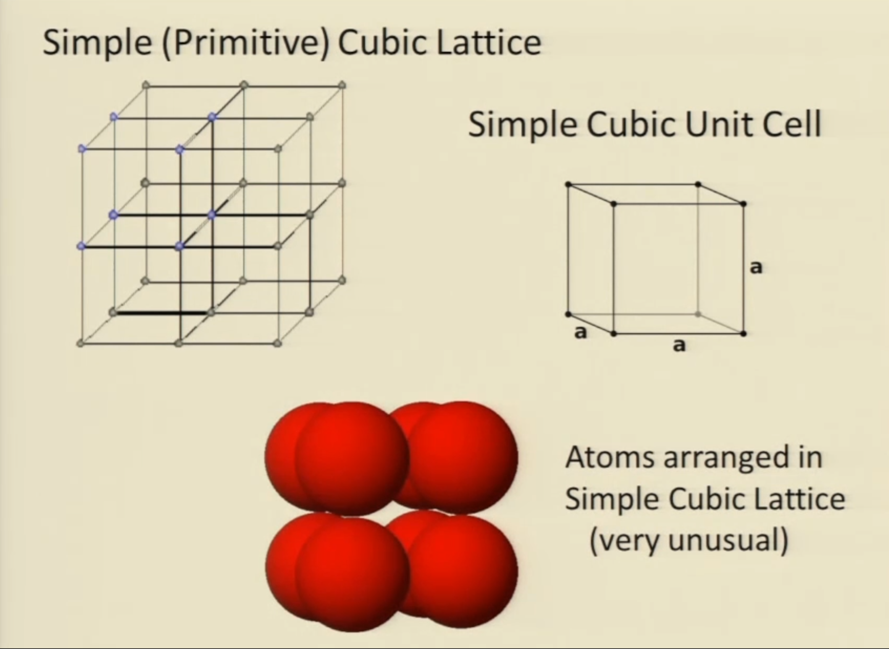 Simple (Primitive) Cubic Lattice
Simple Cubic Unit Cell
a
a
a
Atoms arranged in
Simple Cubic Lattice
(very unusual)